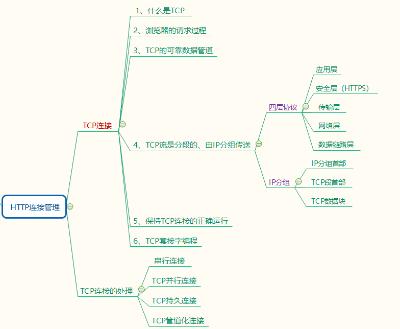 HTTP连接管理
TCP连接
1、什么是TCP
2、浏览器的请求过程
3、TCP的可靠数据管道
4、TCP流是分段的、由IP分组传送
四层协议
应用层
安全层（HTTPS）
传输层
网络层
数据链路层
IP分组
IP分组首部
TCP段首部
TCP数据块
5、保持TCP连接的正确运行
6、TCP套接字编程
TCP连接的处理
串行连接
TCP并行连接
TCP持久连接
TCP管道化连接